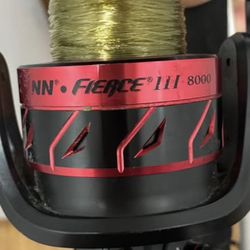 NN® • FIERCE® III - 8000